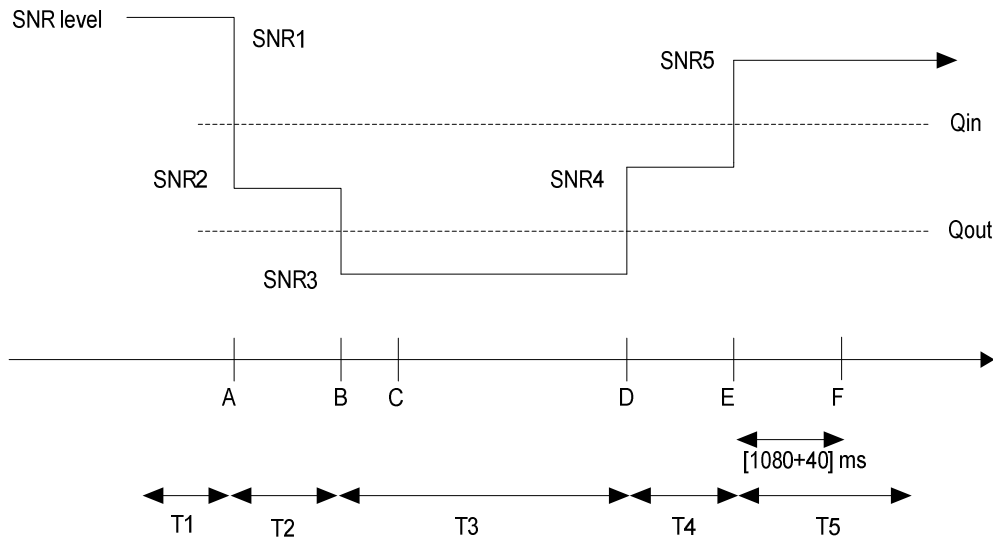 SNR level
SNR1
SNR5
Qin
SNR2
SNR4
Qout
SNR3
A B C D E F
[1080+40] ms
T1 T2 T3 T4 T5